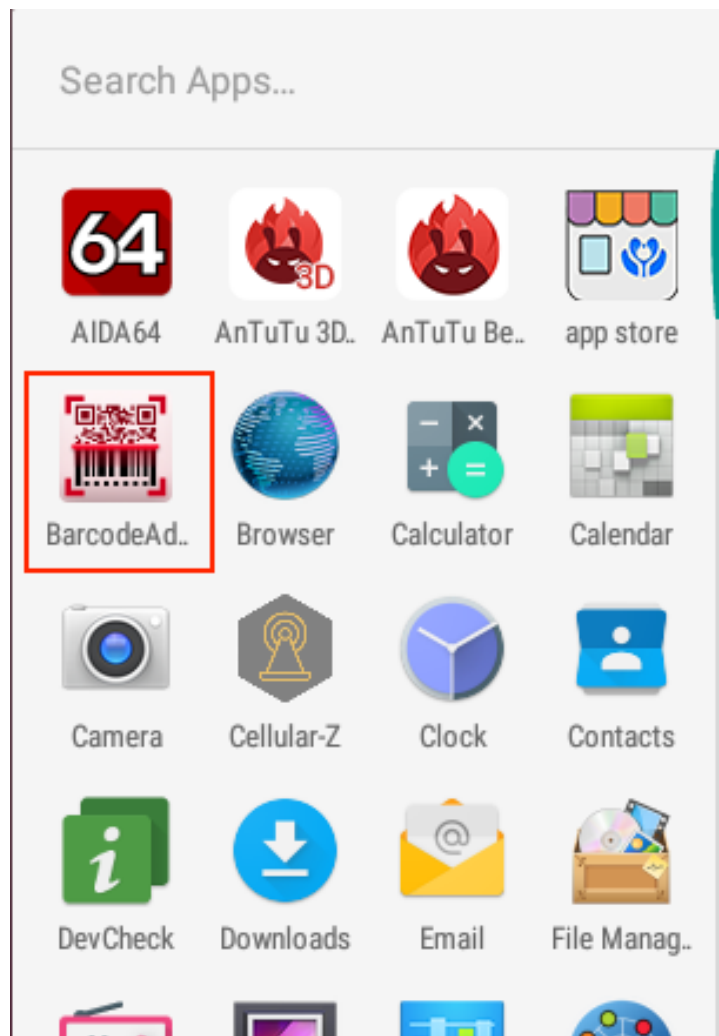 Search Apps...
64
3D
AIDA64
AnTuTu 3D..
AnTuTu Be..
app store
BarcodeAd..
Browser
Calculator
Calendar
Camera
Cellular-Z
Clock
Contacts
i
@
DevCheck
Downloads
Email
File Manag..